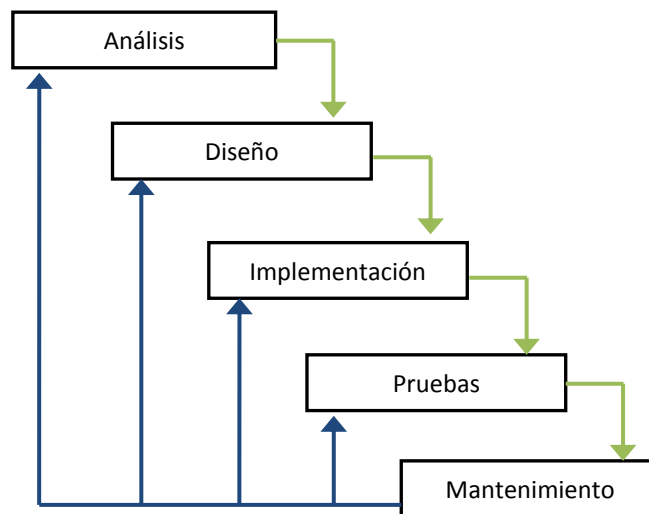 Análisis
Diseño
Implementación
Pruebas
Mantenimiento